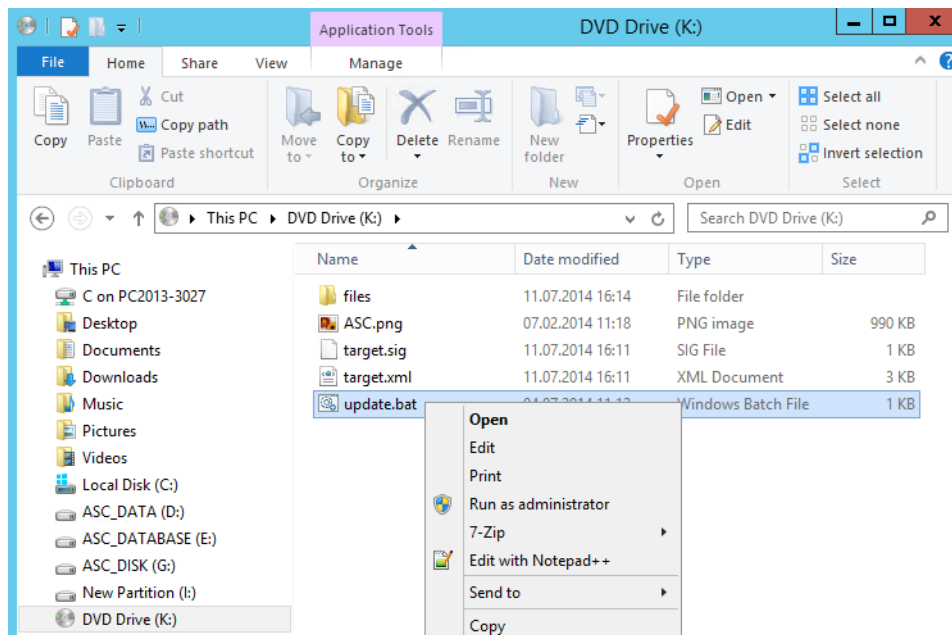 Application Tools
DVD Drive (K:)
File Home Share View Manage
Copy
Paste
Cut
Copy path
Paste shortcut
Clipboard
Move to
Copy to
Delete
Rename
Organize
New folder
New
Properties
Open
Edit
Open
Select all
Select none
Invert selection
Select
This PC DVD Drive (K:)
Search DVD Drive (K:)
This PC
C on PC2013-3027
Desktop
Documents
Downloads
Music
Pictures
Videos
Local Disk (C:)
ASC_DATA (D:)
ASC_DATABASE (E:)
ASC_DISK (G:)
New Partition (I:)
DVD Drive (K:)
Name Date modified Type Size
files 11.07.2014 16:14 File folder
ASC.png 07.02.2014 11:18 PNG image 990 KB
target.sig 11.07.2014 16:11 SIG File 1 KB
target.xml 11.07.2014 16:11 XML Document 3 KB
update.bat Windows Batch File 1 KB
Open
Edit
Print
Run as administrator
7-Zip
Edit with Notepad++
Send to
Copy